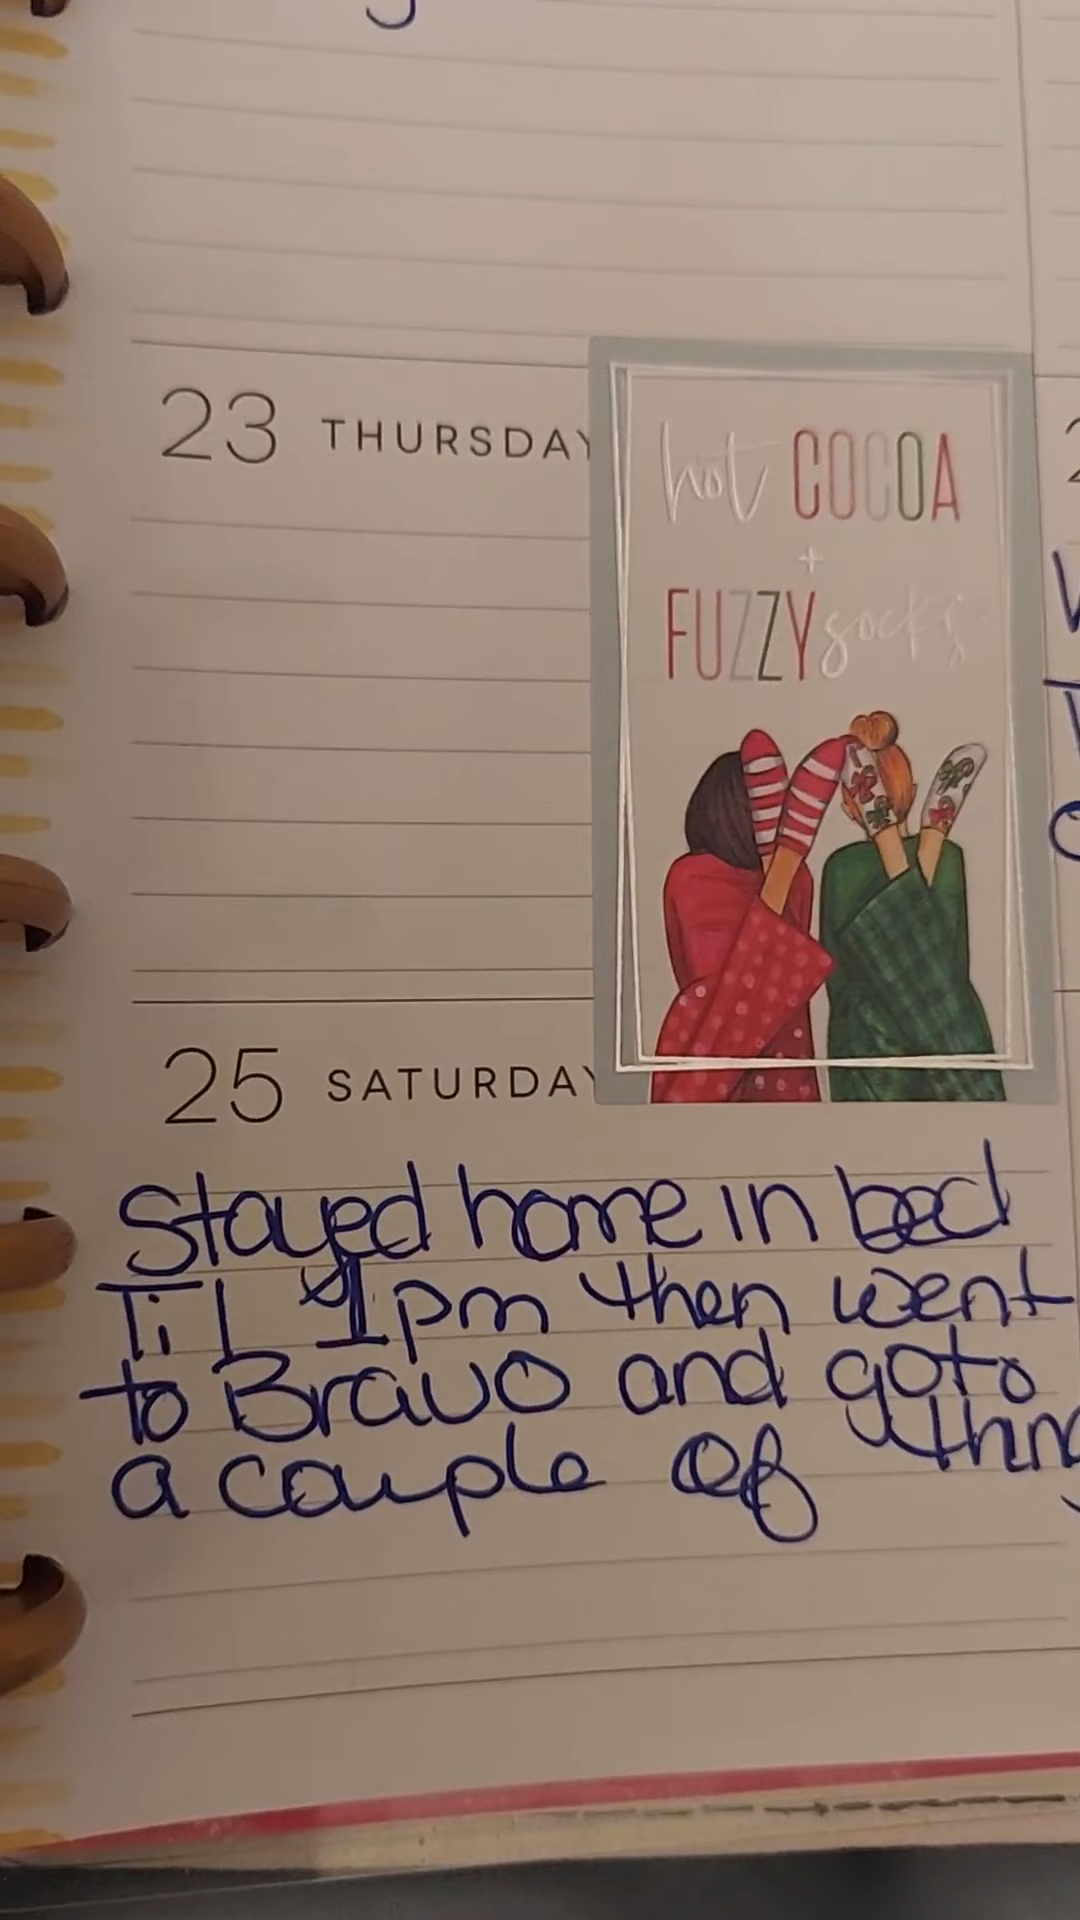 23 THURSDAY
hot COCOA
+
FUZZY socks
25 SATURDAY
Stayed home in bed
Til 1pm then went
to Bravo and goto
a couple of